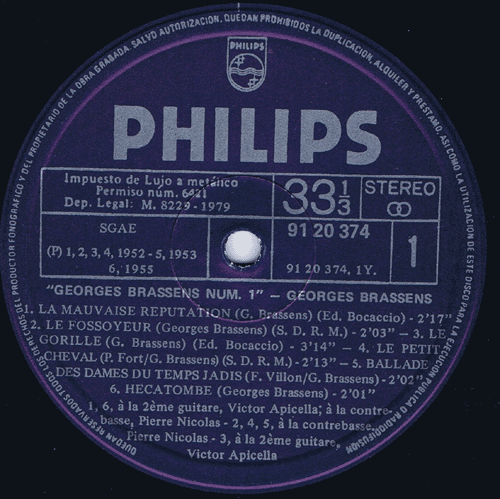 QUEDAN RESERVADOS TODOS LOS DERECHOS DEL PRODUCTOR FONOGRAFICO Y DEL PROPIETARIO DE LA OBRA GRABADA. SALVO AUTORIZACION, QUEDAN PROHIBIDOS LA DUPLICACION, ALQUILER Y PRESTAMO, ASI COMO LA UTILIZACION DE ESTE DISCO PARA LA EJECUCION PUBLICA O RADIODIFUSION
PHILIPS
PHILIPS
Impuesto de Lujo a metálico
Permiso núm. 6421
Dep. Legal: M. 8229-1979
33 1/3
STEREO
SGAE
(P) 1, 2, 3, 4, 1952 - 5, 1953
6, 1955
91 20 374
91 20 374. 1Y.
1
"GEORGES BRASSENS NUM. 1" – GEORGES BRASSENS
1. LA MAUVAISE REPUTATION (G. Brassens) (Ed. Bocaccio) - 2'17"
2. LE FOSSOYEUR (Georges Brassens) (S. D. R. M.) - 2'03" – 3. LE
GORILLE (G. Brassens) (Ed. Bocaccio) - 3'14" – 4. LE PETIT
CHEVAL (P. Fort/G. Brassens) (S. D. R. M.) - 2'13" – 5. BALLADE
DES DAMES DU TEMPS JADIS (F. Villon/G. Brassens) - 2'02"
6. HECATOMBE (Georges Brassens) - 2'01"
1, 6, à la 2ème guitare, Victor Apicella; à la contre-
basse, Pierre Nicolas - 2, 4, 5, à la contrebasse,
Pierre Nicolas - 3, à la 2ème guitare,
Victor Apicella